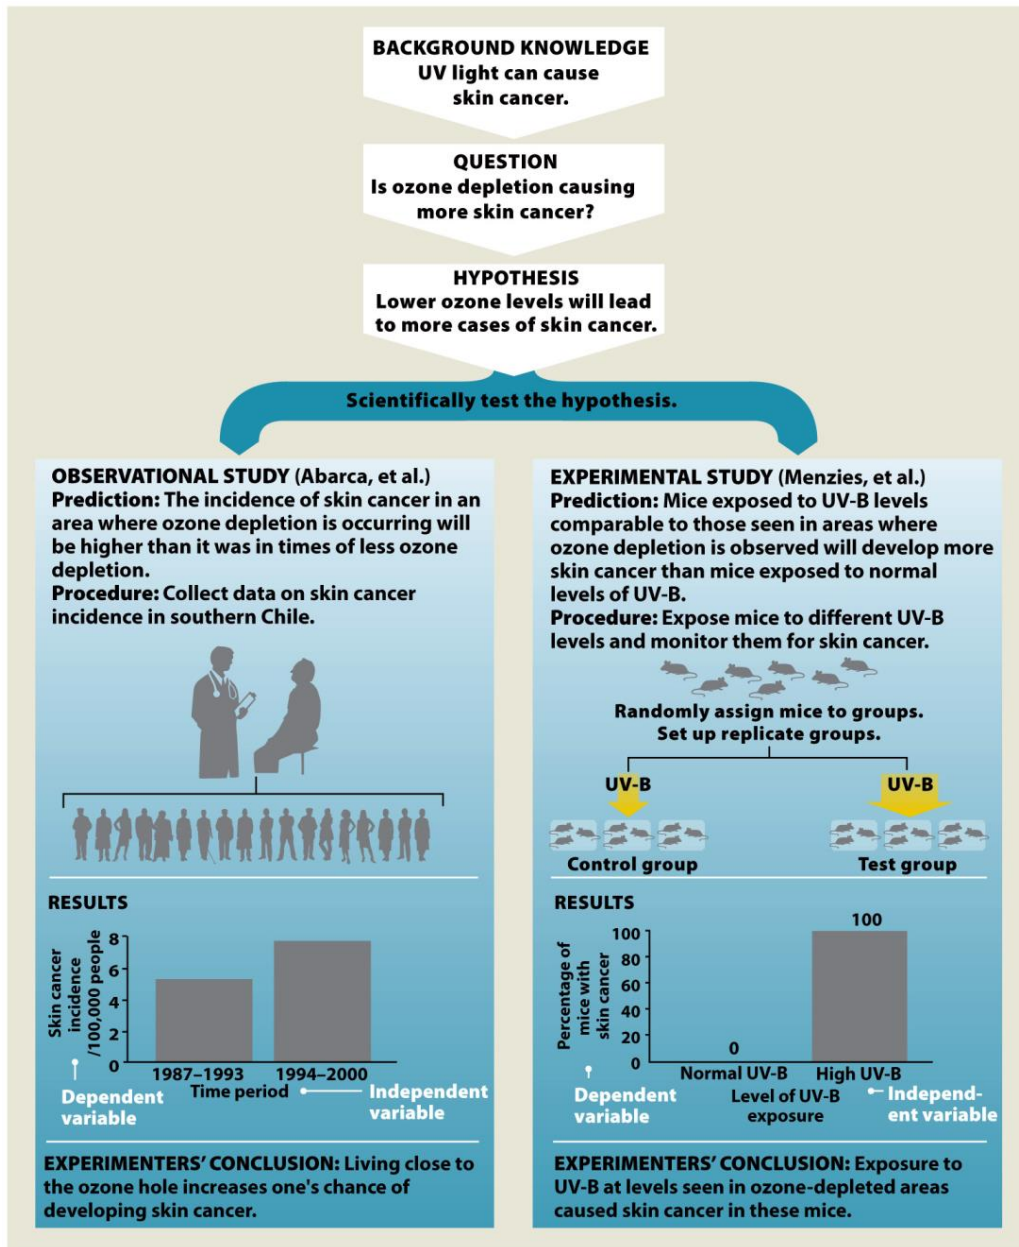 BACKGROUND KNOWLEDGE
UV light can cause
skin cancer.
QUESTION
Is ozone depletion causing
more skin cancer?
HYPOTHESIS
Lower ozone levels will lead
to more cases of skin cancer.
Scientifically test the hypothesis.
OBSERVATIONAL STUDY (Abarca, et al.)
Prediction: The incidence of skin cancer in an
area where ozone depletion is occurring will
be higher than it was in times of less ozone
depletion.
Procedure: Collect data on skin cancer
incidence in southern Chile.
RESULTS
Skin cancer
incidence
/100,000 people
8
6
4
2
0
1987–1993
1994–2000
Time period
Dependent
variable
Independent
variable
EXPERIMENTERS' CONCLUSION: Living close to
the ozone hole increases one's chance of
developing skin cancer.
EXPERIMENTAL STUDY (Menzies, et al.)
Prediction: Mice exposed to UV-B levels
comparable to those seen in areas where
ozone depletion is observed will develop more
skin cancer than mice exposed to normal
levels of UV-B.
Procedure: Expose mice to different UV-B
levels and monitor them for skin cancer.
Randomly assign mice to groups.
Set up replicate groups.
UV-B
UV-B
Control group
Test group
RESULTS
Percentage of
mice with
skin cancer
100
80
60
40
20
0
0
100
Normal UV-B
High UV-B
Level of UV-B
exposure
Dependent
variable
Independ-
ent variable
EXPERIMENTERS' CONCLUSION: Exposure to
UV-B at levels seen in ozone-depleted areas
caused skin cancer in these mice.